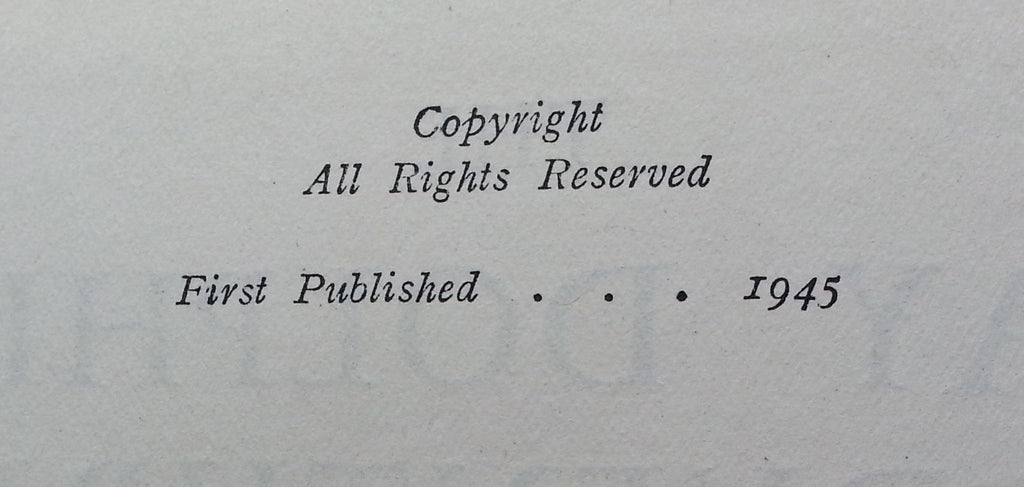 Copyright
All Rights Reserved
First Published . . . 1945